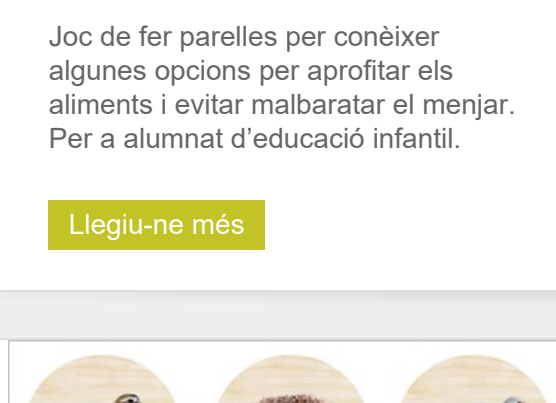 Joc de fer parelles per conèixer
algunes opcions per aprofitar els
aliments i evitar malbaratar el menjar.
Per a alumnat d’educació infantil.
Llegiu-ne més